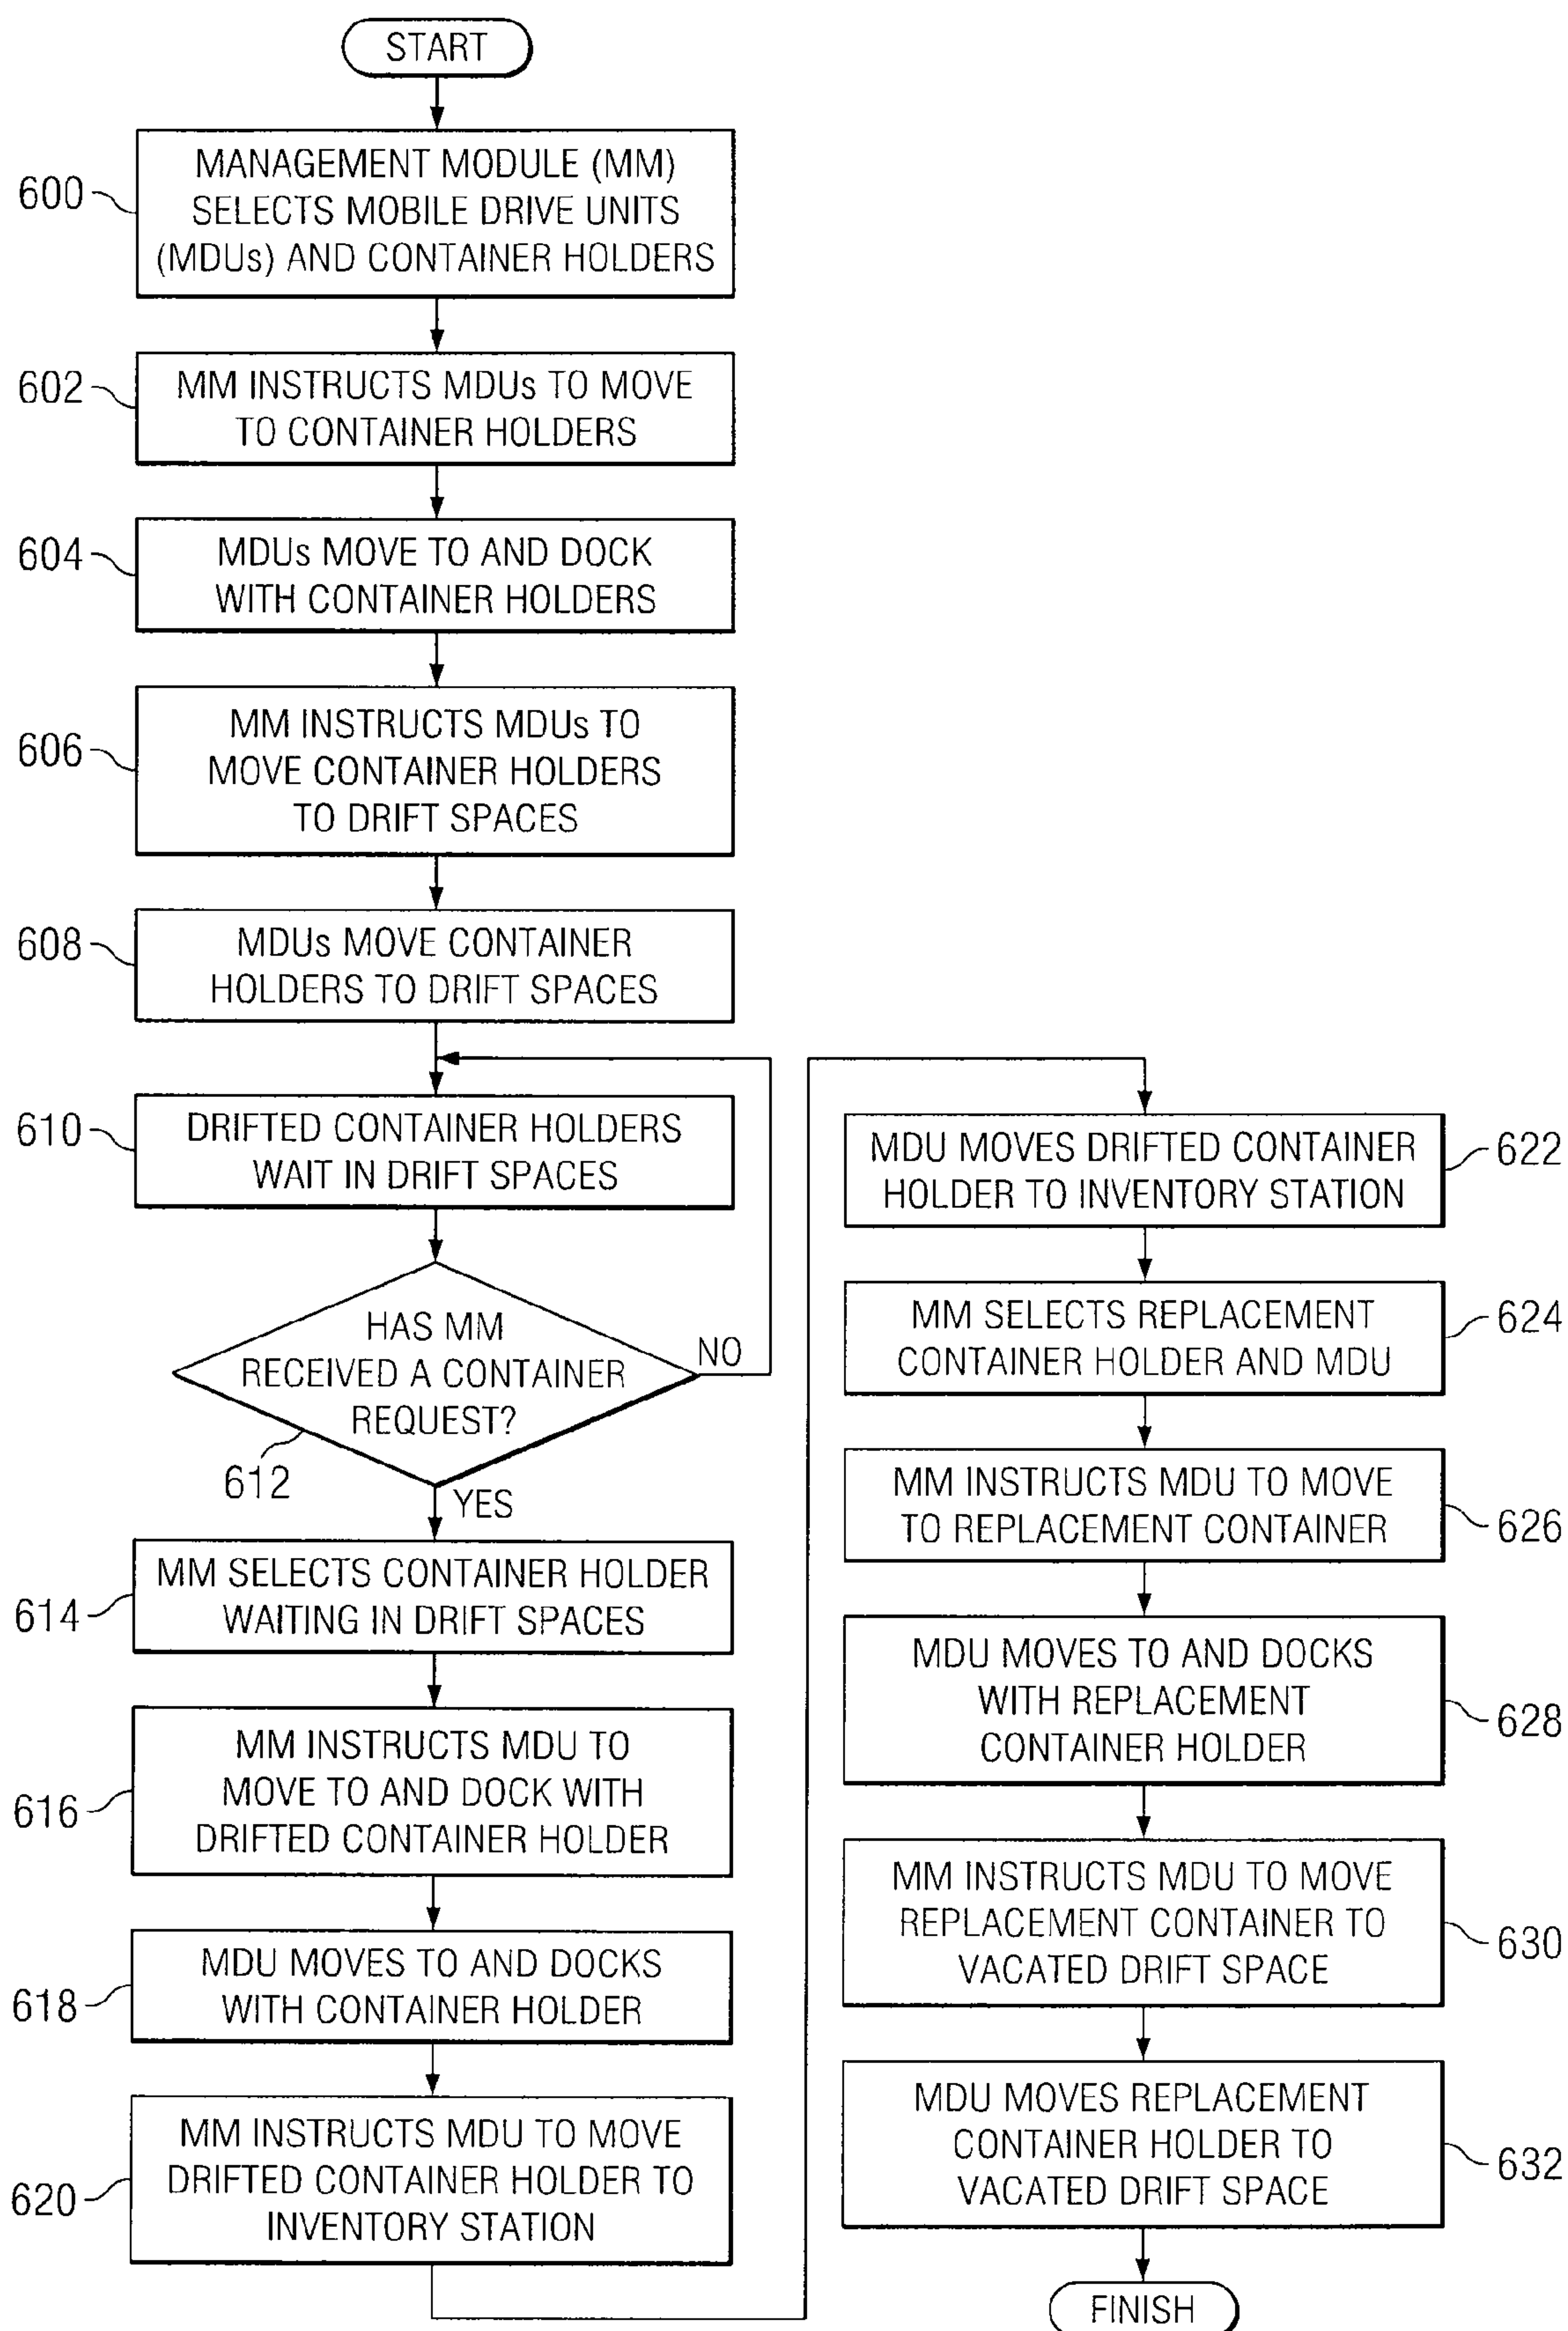 START
600
MANAGEMENT MODULE (MM)
SELECTS MOBILE DRIVE UNITS
(MDUs) AND CONTAINER HOLDERS
602
MM INSTRUCTS MDUs TO MOVE
TO CONTAINER HOLDERS
604
MDUs MOVE TO AND DOCK
WITH CONTAINER HOLDERS
606
MM INSTRUCTS MDUs TO
MOVE CONTAINER HOLDERS
TO DRIFT SPACES
608
MDUs MOVE CONTAINER
HOLDERS TO DRIFT SPACES
610
DRIFTED CONTAINER HOLDERS
WAIT IN DRIFT SPACES
HAS MM
RECEIVED A CONTAINER
REQUEST?
NO
612
YES
614
MM SELECTS CONTAINER HOLDER
WAITING IN DRIFT SPACES
616
MM INSTRUCTS MDU TO
MOVE TO AND DOCK WITH
DRIFTED CONTAINER HOLDER
618
MDU MOVES TO AND DOCKS
WITH CONTAINER HOLDER
620
MM INSTRUCTS MDU TO MOVE
DRIFTED CONTAINER HOLDER TO
INVENTORY STATION
MDU MOVES DRIFTED CONTAINER
HOLDER TO INVENTORY STATION
622
MM SELECTS REPLACEMENT
CONTAINER HOLDER AND MDU
624
MM INSTRUCTS MDU TO MOVE
TO REPLACEMENT CONTAINER
626
MDU MOVES TO AND DOCKS
WITH REPLACEMENT
CONTAINER HOLDER
628
MM INSTRUCTS MDU TO MOVE
REPLACEMENT CONTAINER TO
VACATED DRIFT SPACE
630
MDU MOVES REPLACEMENT
CONTAINER HOLDER TO
VACATED DRIFT SPACE
632
FINISH